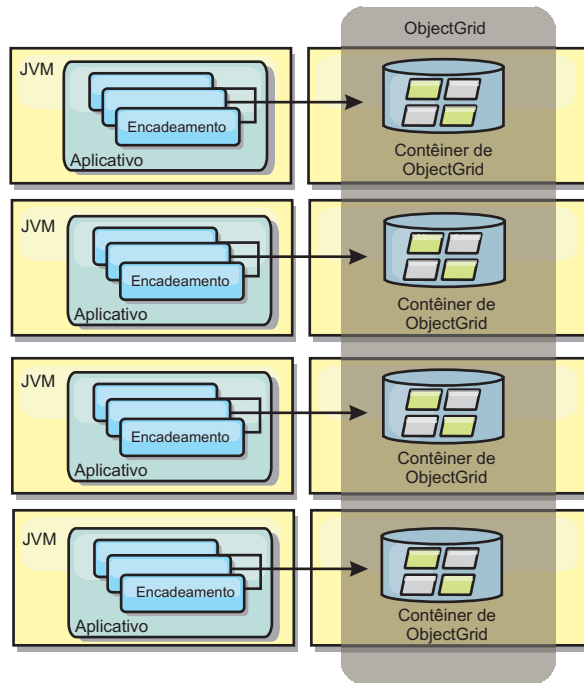 ObjectGrid
JVM
Encadeamento
Aplicativo
Contêiner de
ObjectGrid
JVM
Encadeamento
Aplicativo
Contêiner de
ObjectGrid
JVM
Encadeamento
Aplicativo
Contêiner de
ObjectGrid
JVM
Encadeamento
Aplicativo
Contêiner de
ObjectGrid